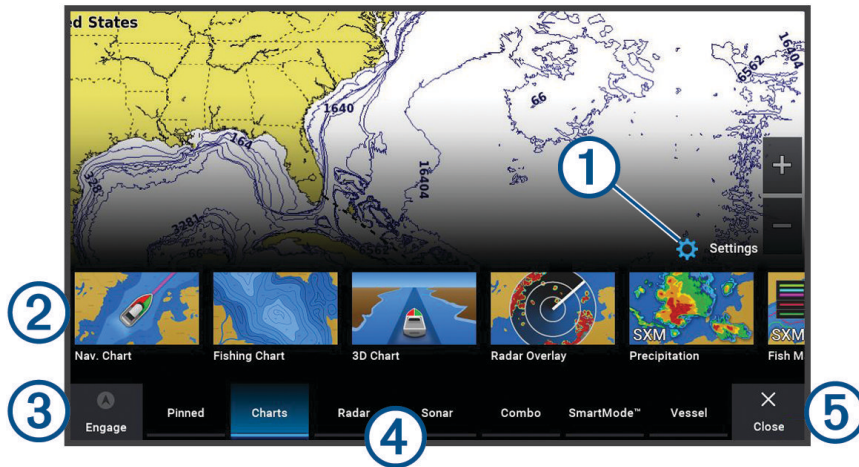 d States
1640
66
16404
6562
16404
164
328
3281
1
Settings
+
−
2
SXM
SXM
Nav. Chart
Fishing Chart
3D Chart
Radar Overlay
Precipitation
Fish M
3
Engage
Pinned
Charts
Radar
Sonar
Combo
SmartMode™
Vessel
Close
4
5